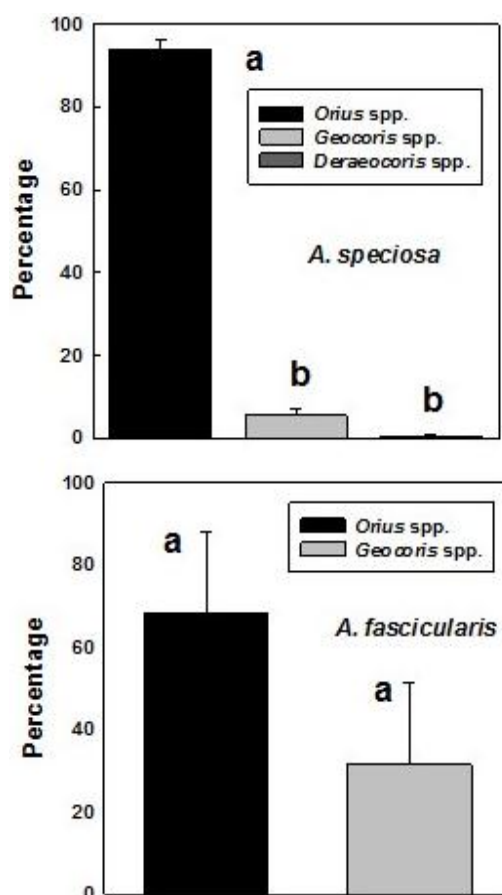 100
80
60
40
20
0
Percentage
a
Orius spp.
Geocoris spp.
Deraeocoris spp.
A. speciosa
b
b
100
80
60
40
20
0
Percentage
a
Orius spp.
Geocoris spp.
A. fascicularis
a